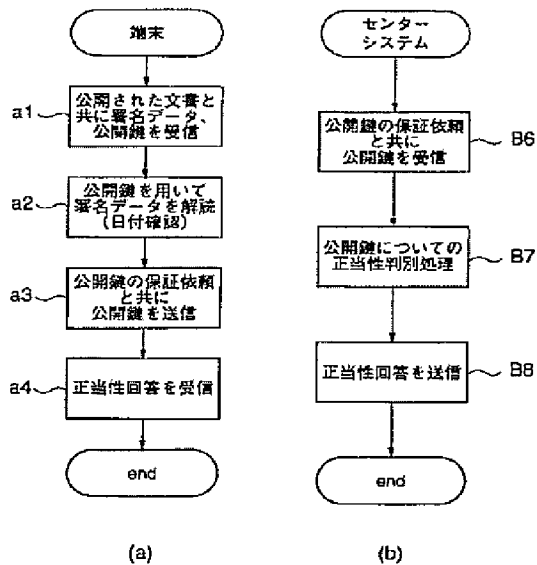 端末
a1
公開された文書と
共に署名データ、
公開鍵を受信
a2
公開鍵を用いて
署名データを解読
(日付確認)
a3
公開鍵の保証依頼
と共に
公開鍵を送信
a4
正当性回答を受信
end
(a)
センター
システム
公開鍵の保証依頼
と共に
公開鍵を受信
B6
公開鍵についての
正当性判別処理
B7
正当性回答を送信
B8
end
(b)